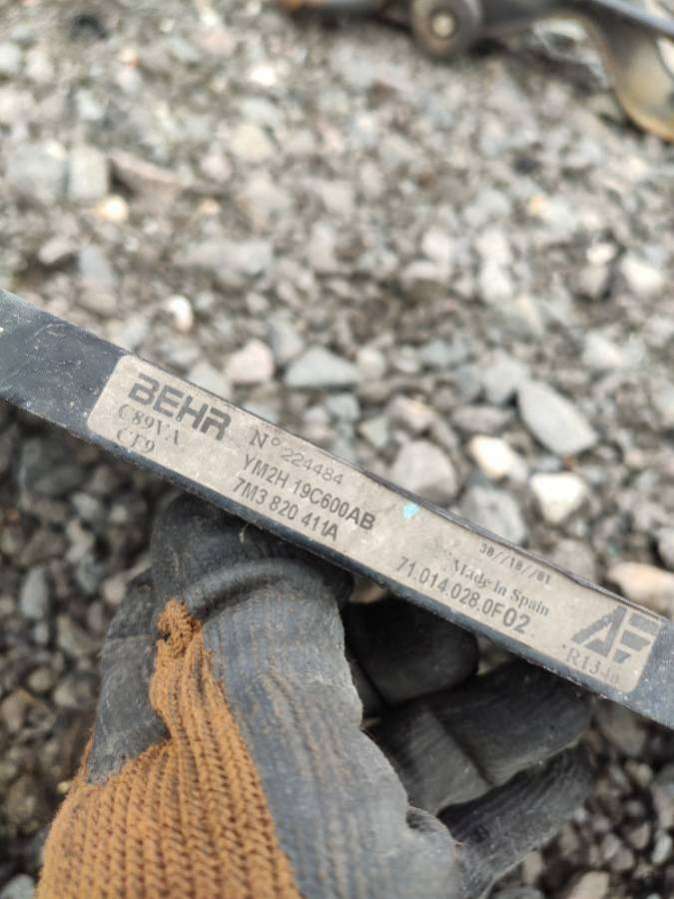 BEHR
C89VA
CT9
N° 224484
YM2H 19C600AB
7M3 820 411A
30//10//01
Made in Spain
71.014.028.0F02
AF
R134a